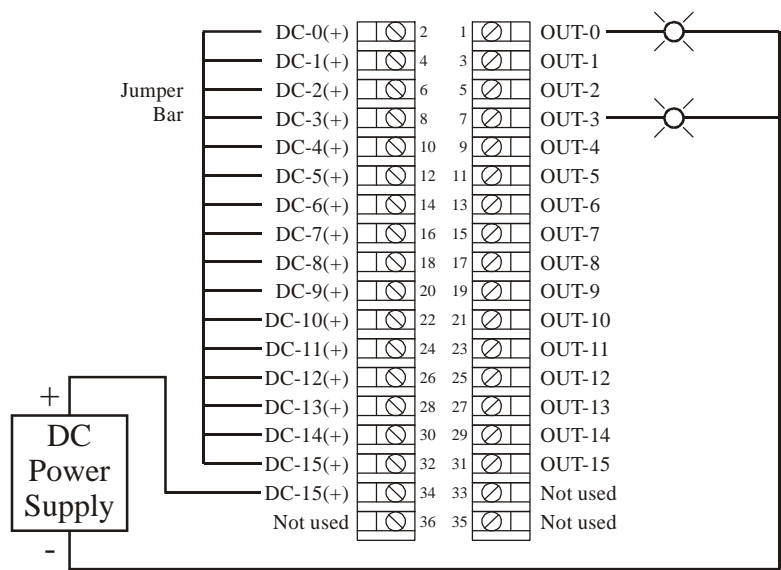 DC-0(+) 2 1 OUT-0
DC-1(+) 4 3 OUT-1
DC-2(+) 6 5 OUT-2
DC-3(+) 8 7 OUT-3
DC-4(+) 10 9 OUT-4
DC-5(+) 12 11 OUT-5
DC-6(+) 14 13 OUT-6
DC-7(+) 16 15 OUT-7
DC-8(+) 18 17 OUT-8
DC-9(+) 20 19 OUT-9
DC-10(+) 22 21 OUT-10
DC-11(+) 24 23 OUT-11
DC-12(+) 26 25 OUT-12
DC-13(+) 28 27 OUT-13
DC-14(+) 30 29 OUT-14
DC-15(+) 32 31 OUT-15
DC-15(+) 34 33 Not used
Not used 36 35 Not used
Jumper
Bar
+
DC
Power
Supply
-